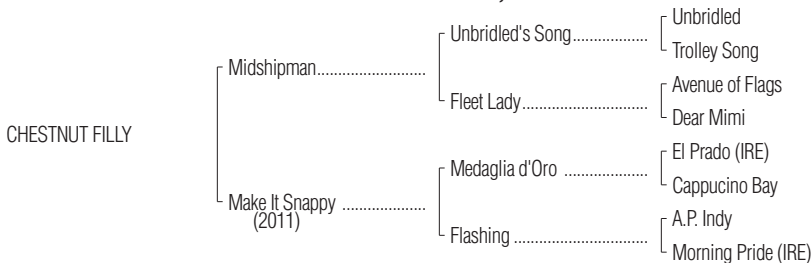 Unbridled
Unbridled's Song.................
Trolley Song
Midshipman..........................
Avenue of Flags
Fleet Lady..............................
Dear Mimi
CHESTNUT FILLY
El Prado (IRE)
Medaglia d'Oro ....................
Cappucino Bay
Make It Snappy ....................
(2011)
A.P. Indy
Flashing ................................
Morning Pride (IRE)